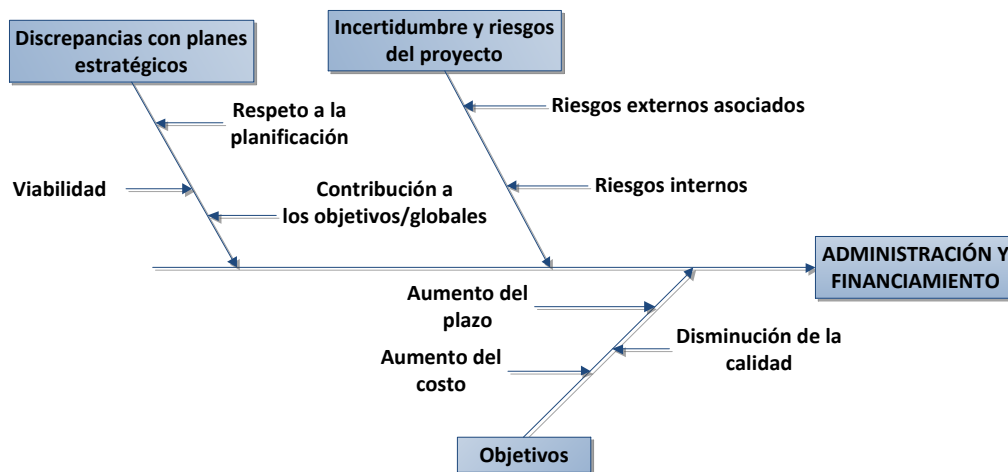 Discrepancias con planes
estratégicos
Incertidumbre y riesgos
del proyecto
Respeto a la
planificación
Riesgos externos asociados
Viabilidad
Contribución a
los objetivos/globales
Riesgos internos
ADMINISTRACIÓN Y
FINANCIAMIENTO
Aumento del
plazo
Disminución de la
calidad
Aumento del
costo
Objetivos